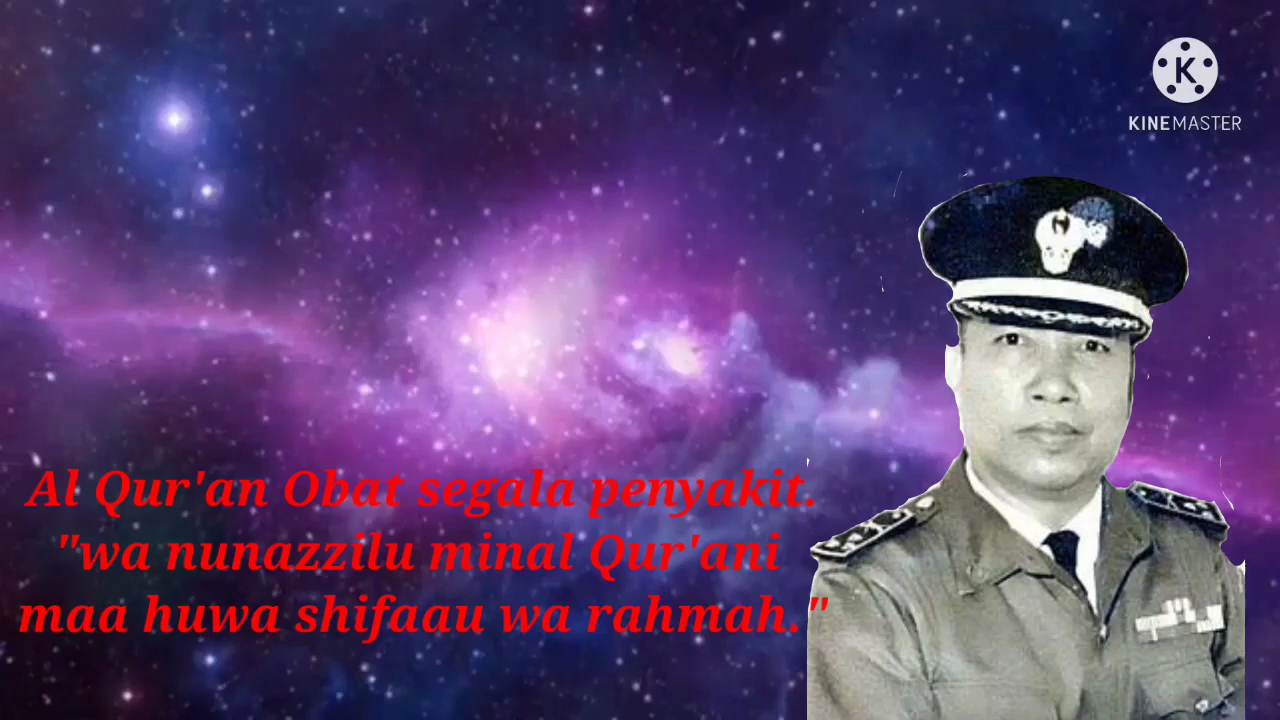 KINEMASTER
Al Qur'an Obat segala penyakit.
"wa nunazzilu minal Qur'ani
maa huwa shifaau wa rahmah."